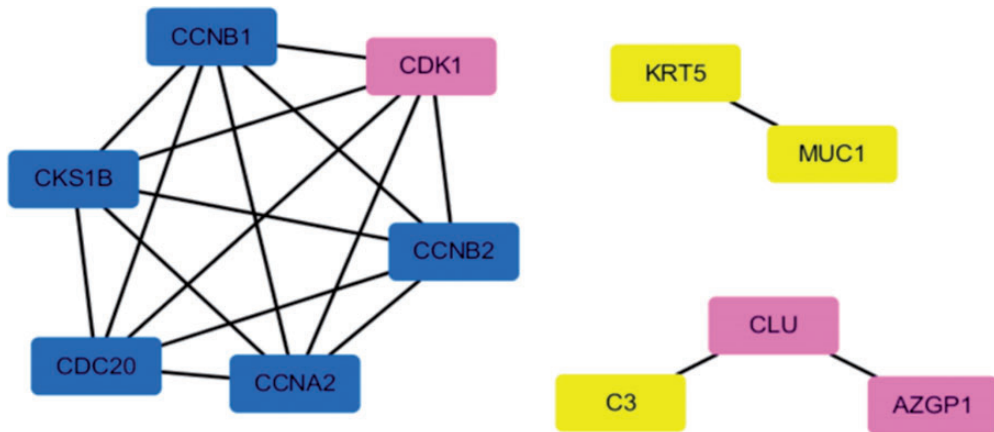 CCNB1
CDK1
CKS1B
CCNB2
CDC20
CCNA2
KRT5
MUC1
CLU
C3
AZGP1